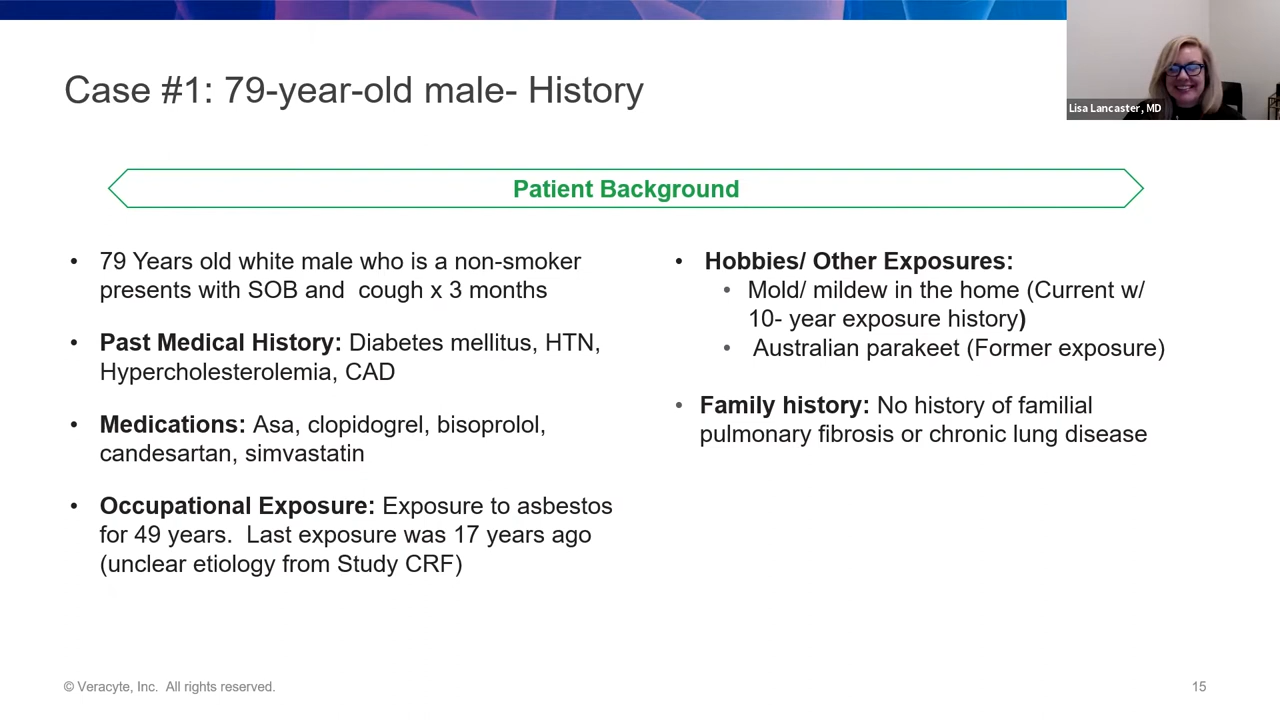 Case #1: 79-year-old male- History
Lisa Lancaster, MD
Patient Background
• 79 Years old white male who is a non-smoker
presents with SOB and  cough x 3 months
• Past Medical History: Diabetes mellitus, HTN,
Hypercholesterolemia, CAD
• Medications: Asa, clopidogrel, bisoprolol,
candesartan, simvastatin
• Occupational Exposure: Exposure to asbestos
for 49 years.  Last exposure was 17 years ago
(unclear etiology from Study CRF)
• Hobbies/ Other Exposures:
• Mold/ mildew in the home (Current w/
10- year exposure history)
• Australian parakeet (Former exposure)
• Family history: No history of familial
pulmonary fibrosis or chronic lung disease
© Veracyte, Inc.  All rights reserved.
15